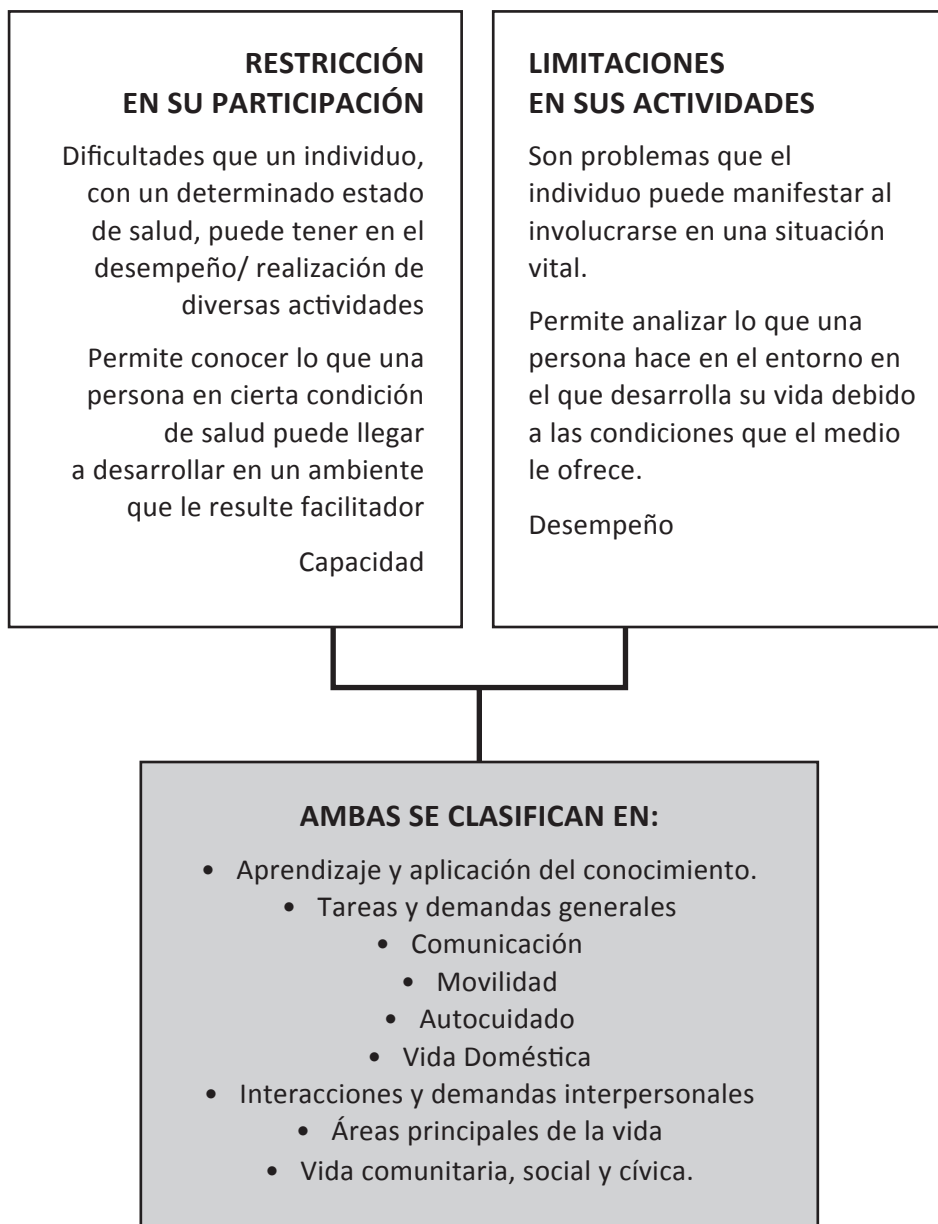 RESTRICCIÓN
EN SU PARTICIPACIÓN
Dificultades que un individuo,
con un determinado estado
de salud, puede tener en el
desempeño/ realización de
diversas actividades
Permite conocer lo que una
persona en cierta condición
de salud puede llegar
a desarrollar en un ambiente
que le resulte facilitador
Capacidad
LIMITACIONES
EN SUS ACTIVIDADES
Son problemas que el
individuo puede manifestar al
involucrarse en una situación
vital.
Permite analizar lo que una
persona hace en el entorno en
el que desarrolla su vida debido
a las condiciones que el medio
le ofrece.
Desempeño
AMBAS SE CLASIFICAN EN:
• Aprendizaje y aplicación del conocimiento.
• Tareas y demandas generales
• Comunicación
• Movilidad
• Autocuidado
• Vida Doméstica
• Interacciones y demandas interpersonales
• Áreas principales de la vida
• Vida comunitaria, social y cívica.